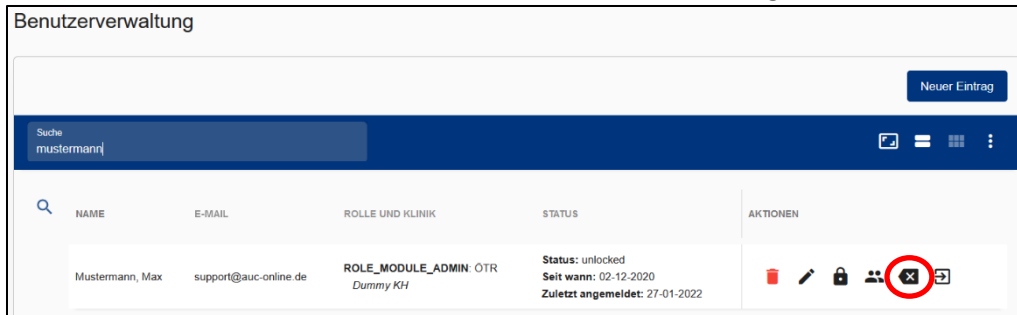 Benutzerverwaltung
Neuer Eintrag
Suche
mustermann
NAME E-MAIL ROLLE UND KLINIK STATUS AKTIONEN
Mustermann, Max support@auc-online.de ROLE_MODULE_ADMIN: ÖTR
Dummy KH
Status: unlocked
Seit wann: 02-12-2020
Zuletzt angemeldet: 27-01-2022